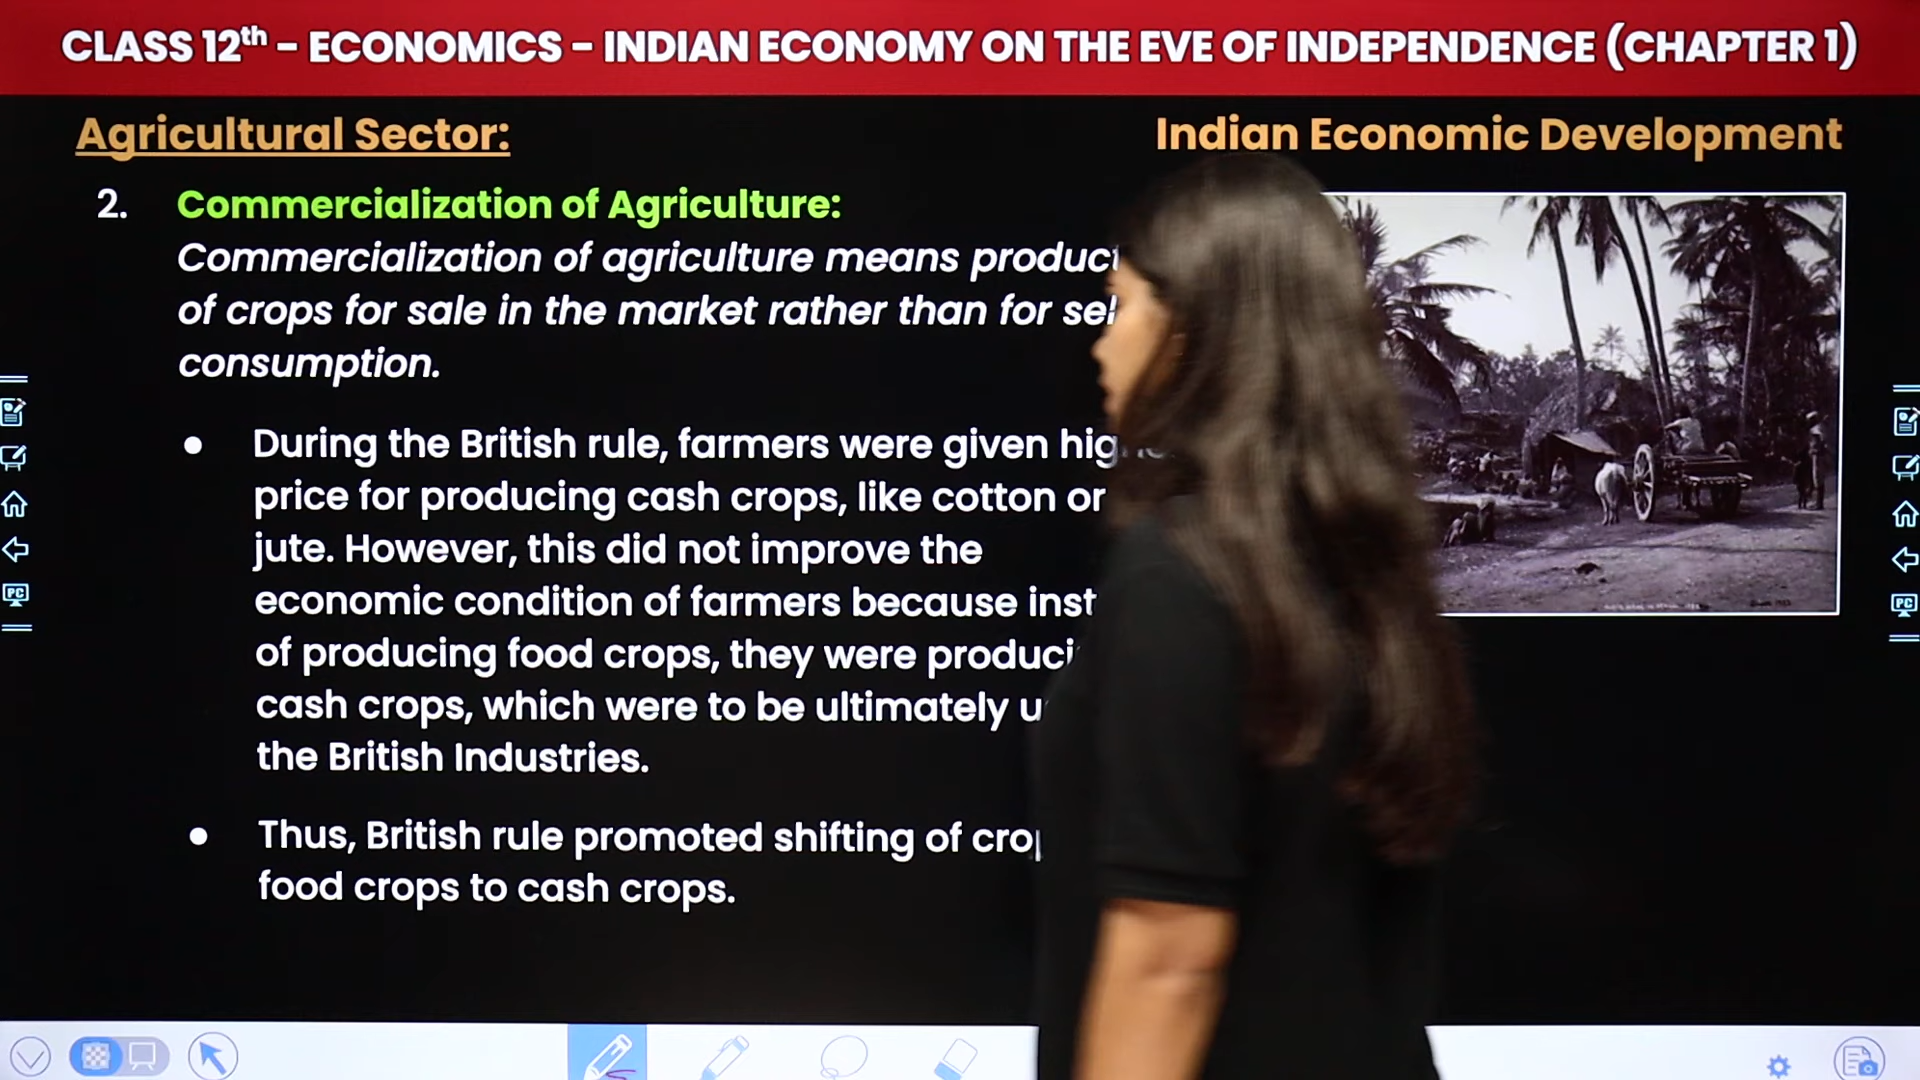 CLASS 12th - ECONOMICS - INDIAN ECONOMY ON THE EVE OF INDEPENDENCE (CHAPTER 1)
Agricultural Sector:
Indian Economic Development
2. Commercialization of Agriculture:
Commercialization of agriculture means
of crops for sale in the market rather than for
consumption.
● During the British rule, farmers were given
price for producing cash crops, like cotton or
jute. However, this did not improve the
economic condition of farmers because
of producing food crops, they were
cash crops, which were to be ultimately
the British Industries.
● Thus, British rule promoted shifting of
food crops to cash crops.
PC
PC